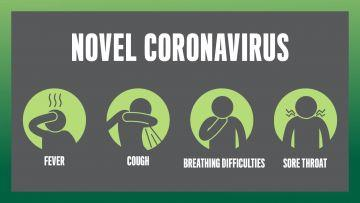 NOVEL CORONAVIRUS
FEVER
COUGH
BREATHING DIFFICULTIES
SORE THROAT